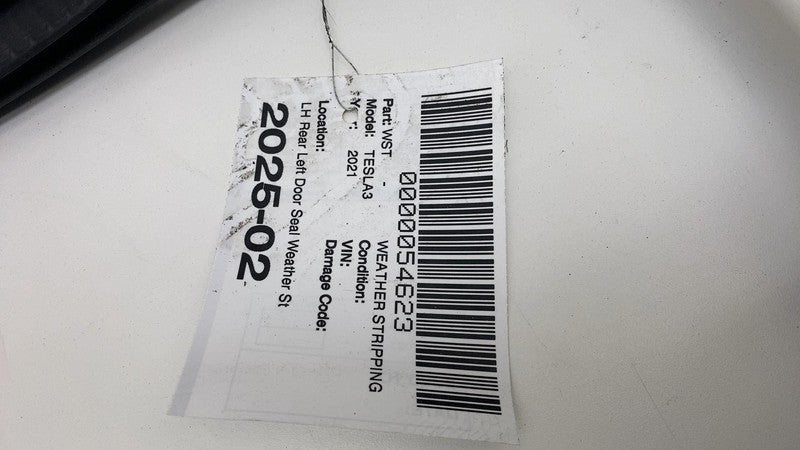 0000054623
Part: WST - WEATHER STRIPPING
Model: TESLA3 Condition:
Year: 2021 VIN:
Damage Code:
Location:
LH Rear Left Door Seal Weather St
2025-02